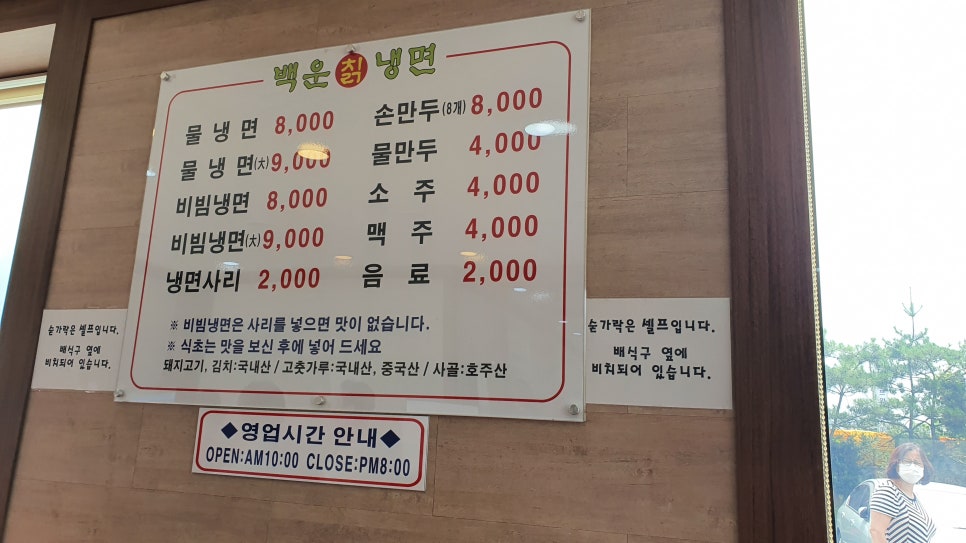 백운 칡 냉면
물 냉 면 8,000
물 냉 면(大) 9,000
비빔냉면 8,000
비빔냉면(大) 9,000
냉면사리 2,000
손만두(8개) 8,000
물만두 4,000
소 주 4,000
맥 주 4,000
음 료 2,000
※ 비빔냉면은 사리를 넣으면 맛이 없습니다.
※ 식초는 맛을 보신 후에 넣어 드세요
돼지고기, 김치:국내산 / 고춧가루:국내산, 중국산 / 사골:호주산
숟가락은 셀프입니다.
배식구 옆에
비치되어 있습니다.
숟가락은 셀프입니다.
배식구 옆에
비치되어 있습니다.
◆영업시간 안내◆
OPEN:AM10:00 CLOSE:PM8:00